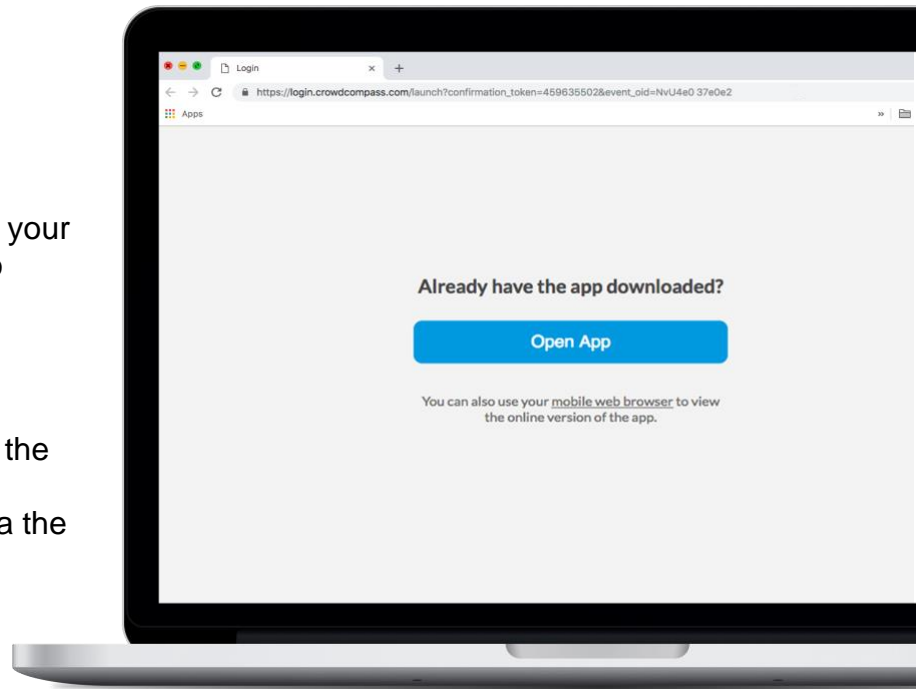 Login
https://login.crowdcompass.com/launch?confirmation_token=459635502&event_oid=NvU4e0 37e0e2
Apps
your
the
a the
Already have the app downloaded?
Open App
You can also use your mobile web browser to view
the online version of the app.